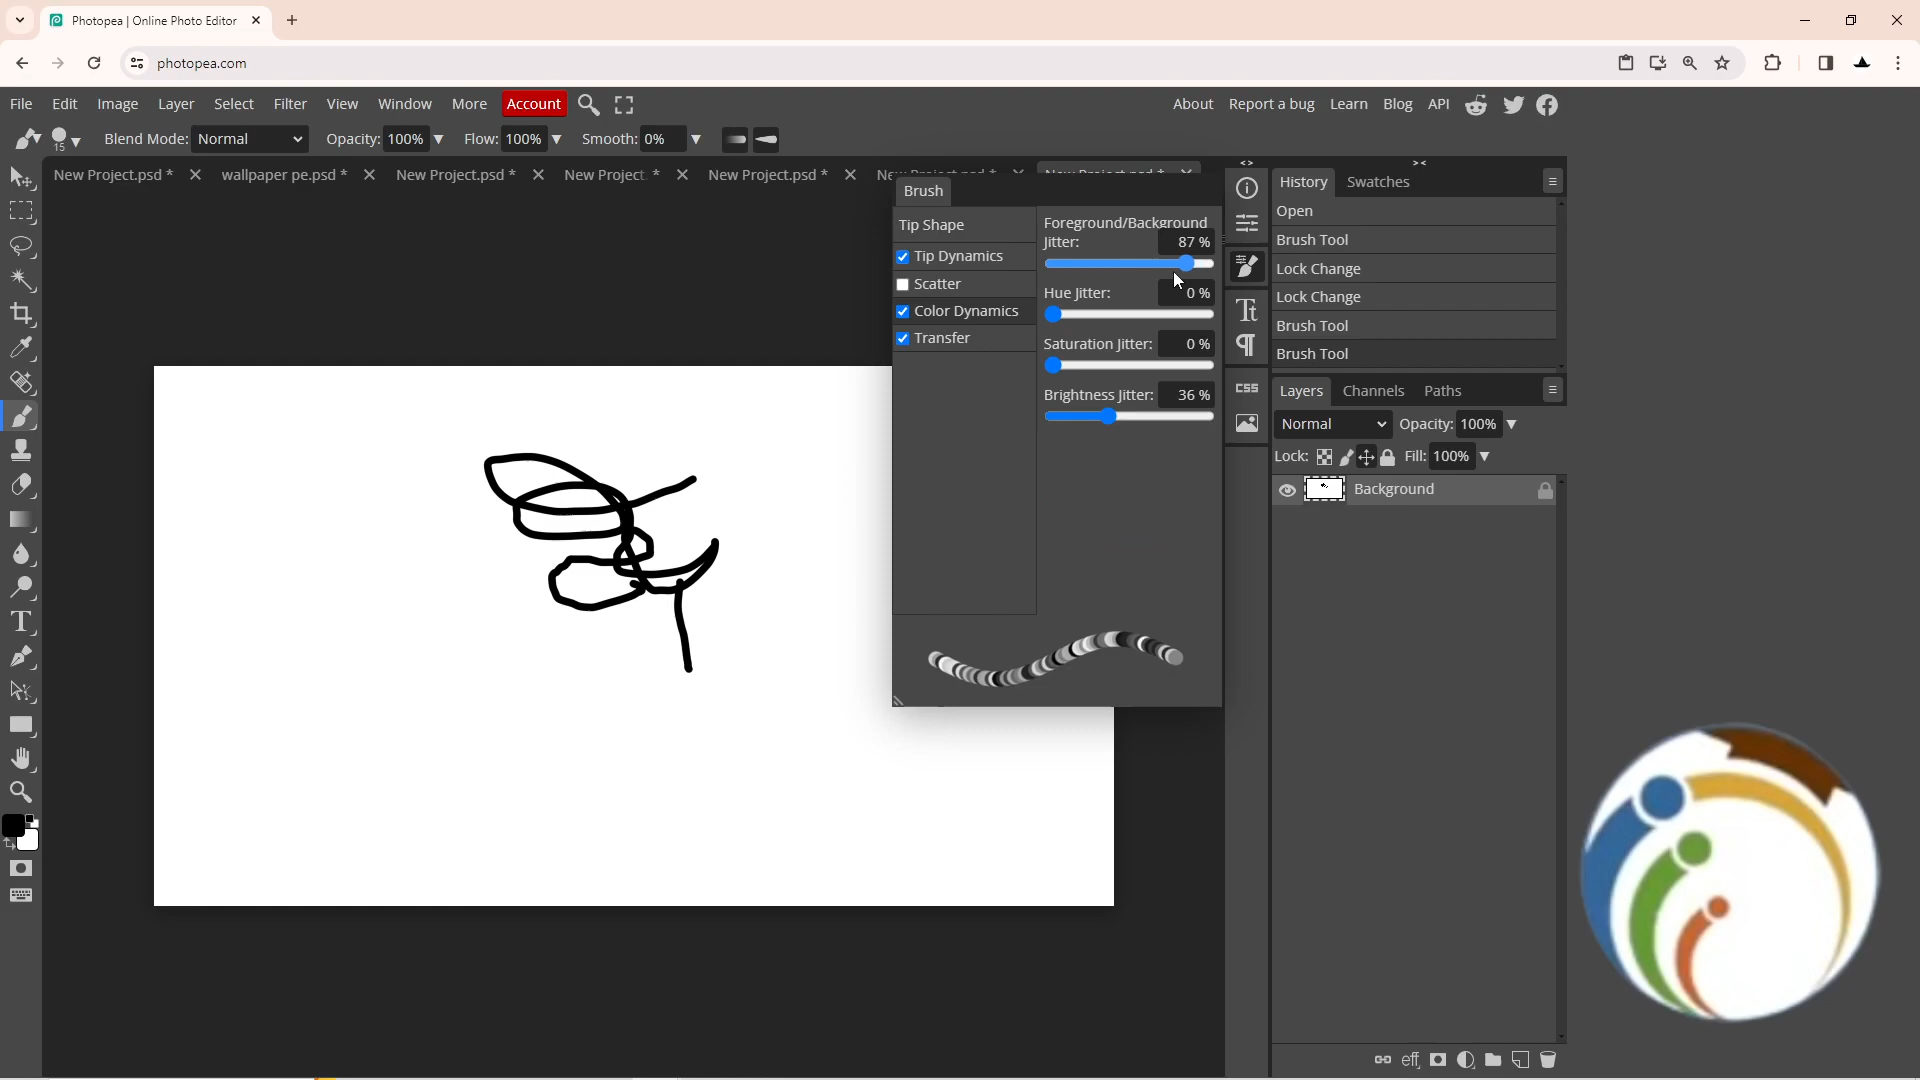 Photopea | Online Photo Editor
photopea.com
File Edit Image Layer Select Filter View Window More Account About Report a bug Learn Blog API
15 Blend Mode: Normal Opacity: 100% Flow: 100% Smooth: 0%
New Project.psd * wallpaper pe.psd * New Project.psd * New Project. * New Project.psd *
Brush
Tip Shape
Tip Dynamics
Scatter
Color Dynamics
Transfer
Foreground/Background
Jitter: 87 %
Hue Jitter: 0 %
Saturation Jitter: 0 %
Brightness Jitter: 36 %
Tt
CSS
History Swatches
Open
Brush Tool
Lock Change
Lock Change
Brush Tool
Brush Tool
Layers Channels Paths
Normal Opacity: 100%
Lock: Fill: 100%
Background
T
eff